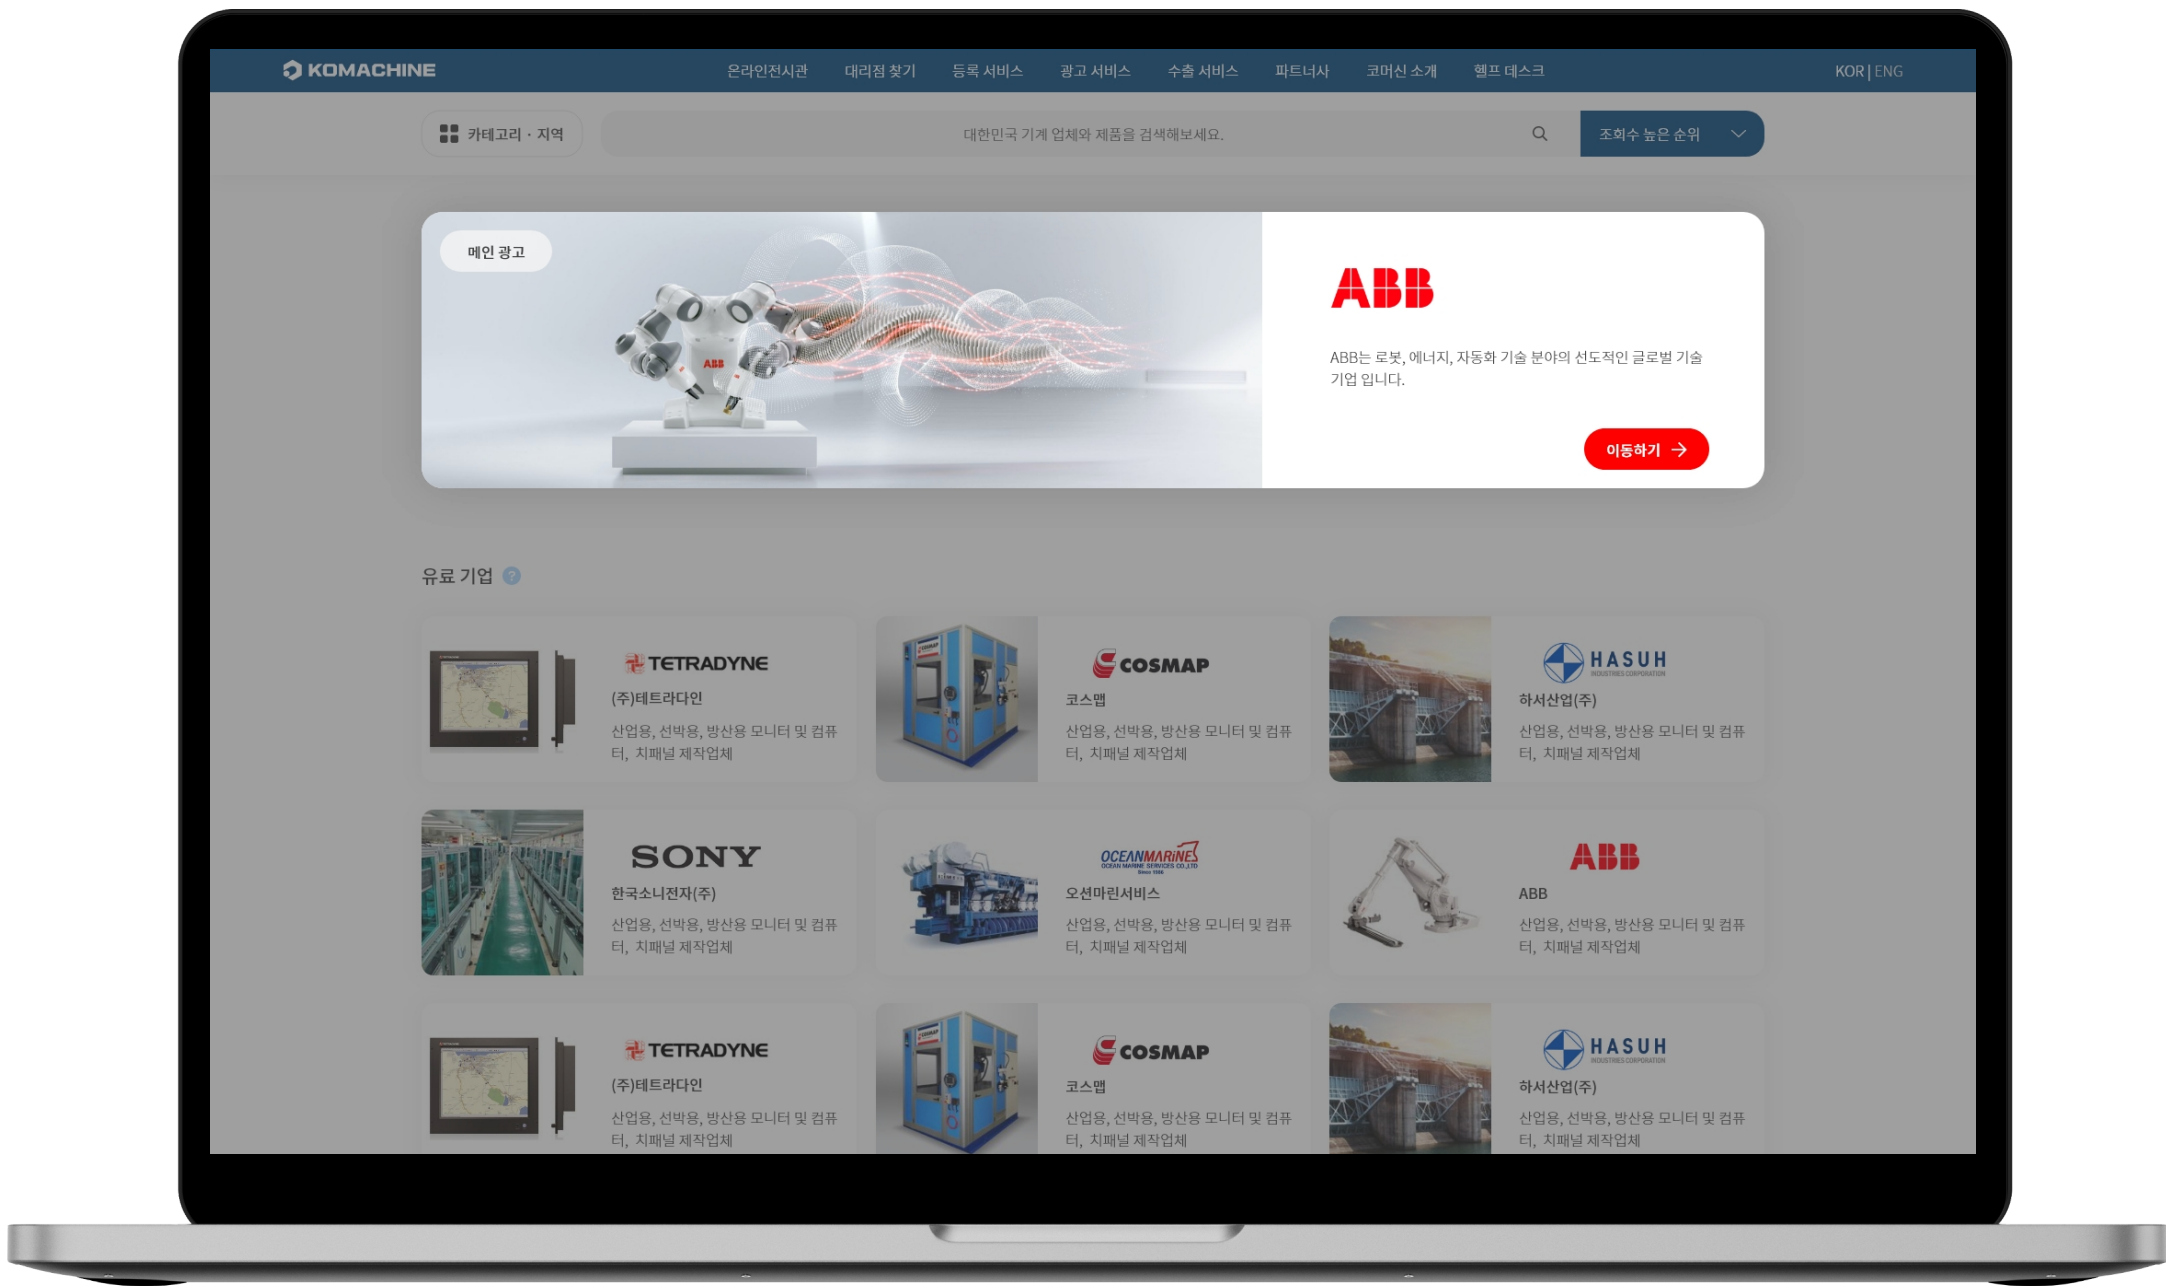 KOMACHINE
온라인전시관 대리점 찾기 등록 서비스 광고 서비스 수출 서비스 파트너사 코머신 소개 헬프 데스크
KOR | ENG
카테고리 · 지역
대한민국 기계 업체와 제품을 검색해보세요.
조회수 높은 순위
메인 광고
ABB
ABB
ABB는 로봇, 에너지, 자동화 기술 분야의 선도적인 글로벌 기술
기업 입니다.
이동하기 →
유료 기업 ?
TETRADYNE
(주)테트라다인
산업용, 선박용, 방산용 모니터 및 컴퓨
터, 치패널 제작업체
COSMAP
COSMAP
코스맵
산업용, 선박용, 방산용 모니터 및 컴퓨
터, 치패널 제작업체
HASUH
INDUSTRIES CORPORATION
하서산업(주)
산업용, 선박용, 방산용 모니터 및 컴퓨
터, 치패널 제작업체
SONY
한국소니전자(주)
산업용, 선박용, 방산용 모니터 및 컴퓨
터, 치패널 제작업체
OCEANMARINES
OCEAN MARINE SERVICES CO.,LTD
Since 1986
오션마린서비스
산업용, 선박용, 방산용 모니터 및 컴퓨
터, 치패널 제작업체
ABB
ABB
산업용, 선박용, 방산용 모니터 및 컴퓨
터, 치패널 제작업체
TETRADYNE
(주)테트라다인
산업용, 선박용, 방산용 모니터 및 컴퓨
터, 치패널 제작업체
COSMAP
COSMAP
코스맵
산업용, 선박용, 방산용 모니터 및 컴퓨
터, 치패널 제작업체
HASUH
INDUSTRIES CORPORATION
하서산업(주)
산업용, 선박용, 방산용 모니터 및 컴퓨
터, 치패널 제작업체